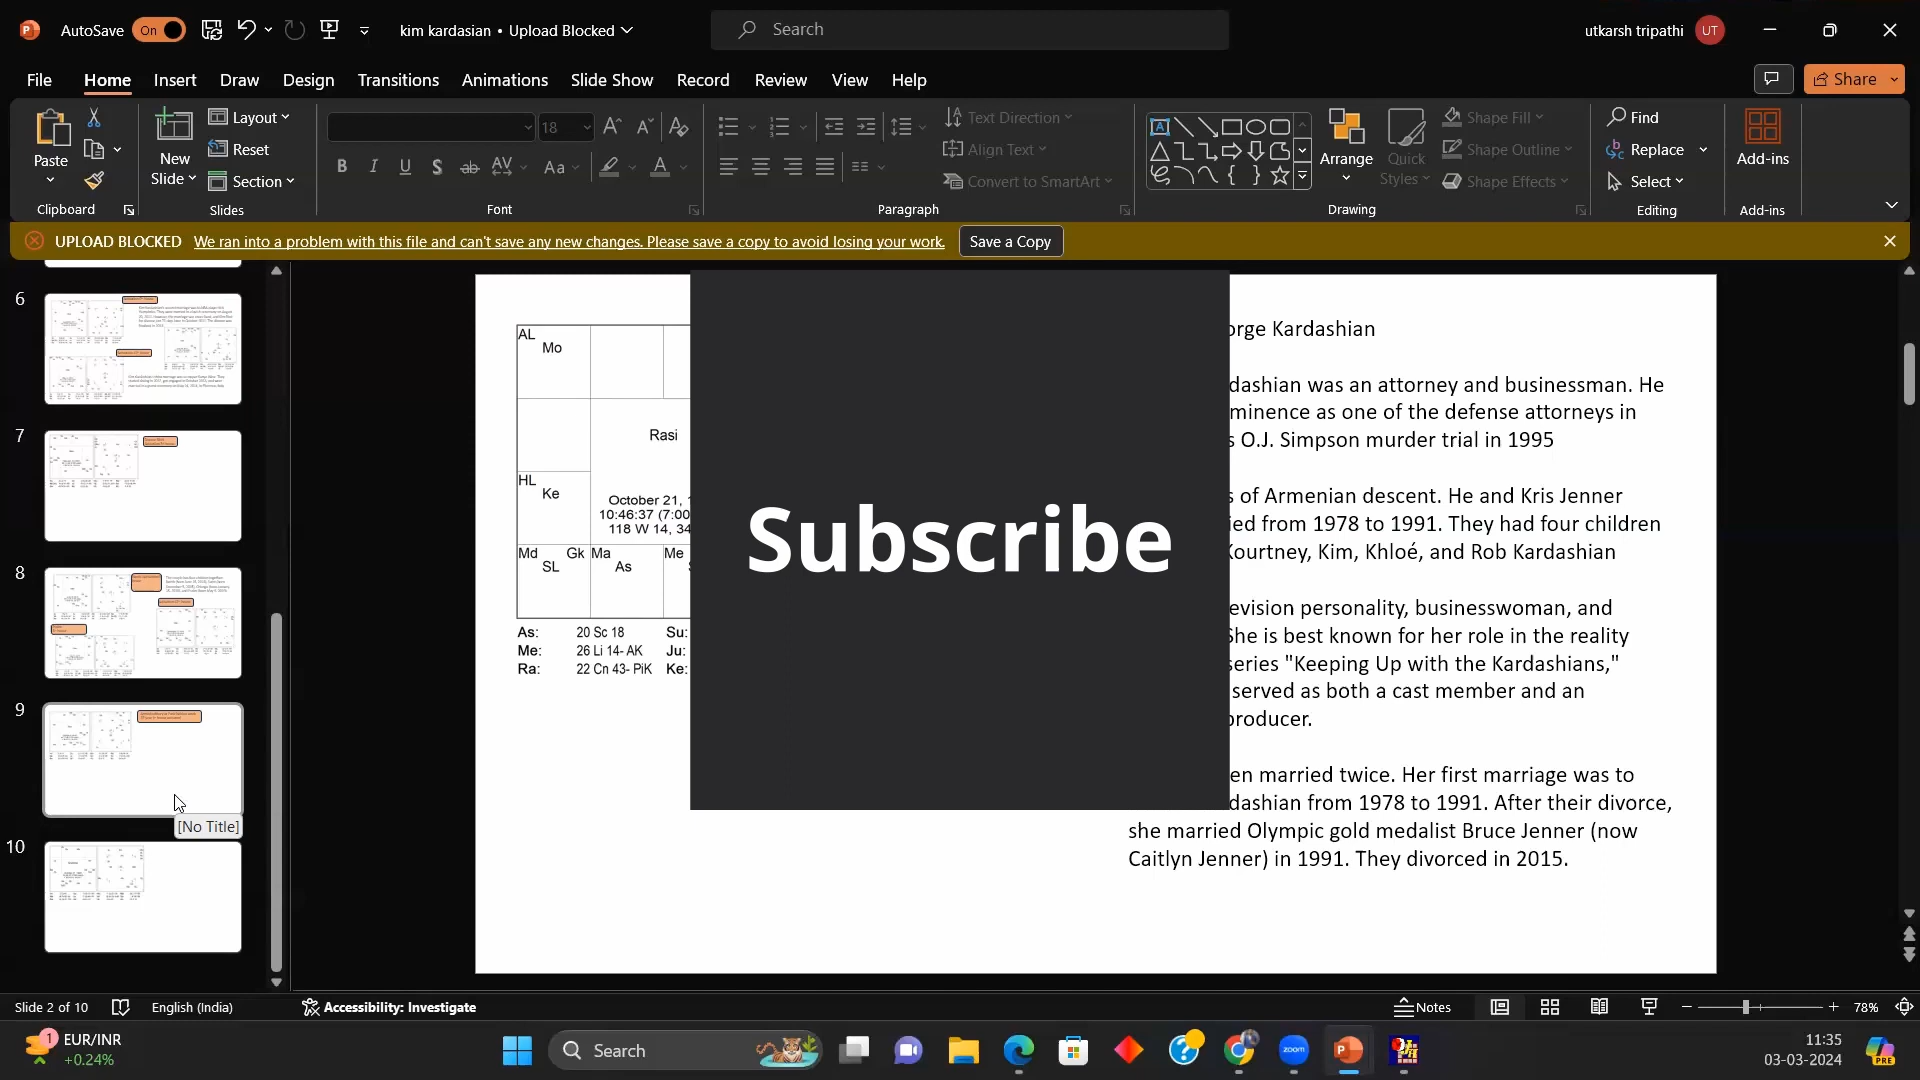 AutoSave On kim kardasian • Upload Blocked Search utkarsh tripathi UT
File Home Insert Draw Design Transitions Animations Slide Show Record Review View Help Share
Paste
New Slide
Layout
Reset
Section
18
Text Direction
Align Text
Convert to SmartArt
Arrange
Quick Styles
Shape Fill
Shape Outline
Shape Effects
Find
Replace
Select
Add-ins
Clipboard Slides Font Paragraph Drawing Editing Add-ins
UPLOAD BLOCKED We ran into a problem with this file and can't save any new changes. Please save a copy to avoid losing your work. Save a Copy
6
7
8
9
[No Title]
10
AL
Mo
Rasi
HL
Ke
October 21,
10:46:37 (7:00
118 W 14, 34
Md Gk Ma Me
SL As
As: 20 Sc 18 Su:
Me: 26 Li 14- AK Ju:
Ra: 22 Cn 43- PiK Ke:
Subscribe
orge Kardashian
dashian was an attorney and businessman. He
minence as one of the defense attorneys in
s O.J. Simpson murder trial in 1995
s of Armenian descent. He and Kris Jenner
ied from 1978 to 1991. They had four children
Kourtney, Kim, Khloé, and Rob Kardashian
evision personality, businesswoman, and
She is best known for her role in the reality
series "Keeping Up with the Kardashians,"
served as both a cast member and an
producer.
en married twice. Her first marriage was to
dashian from 1978 to 1991. After their divorce,
she married Olympic gold medalist Bruce Jenner (now
Caitlyn Jenner) in 1991. They divorced in 2015.
Slide 2 of 10 English (India) Accessibility: Investigate Notes 78%
EUR/INR
+0.24%
Search
zoom
11:35
03-03-2024